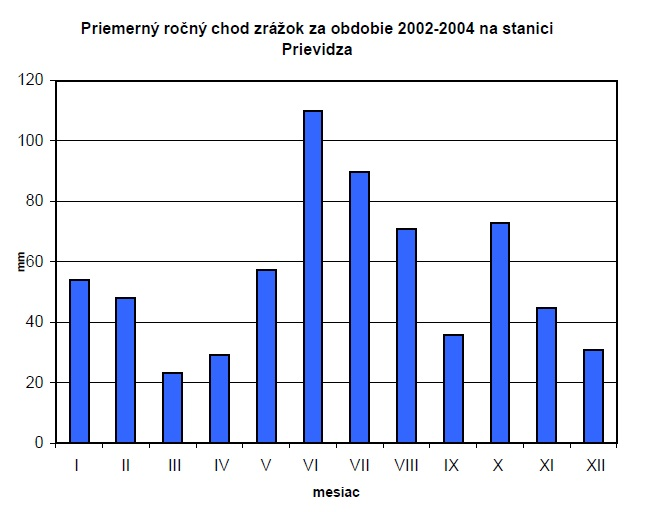 Priemerný ročný chod zrážok za obdobie 2002-2004 na stanici
Prievidza
120
100
80
60
40
20
0
mm
I II III IV V VI VII VIII IX X XI XII
mesiac